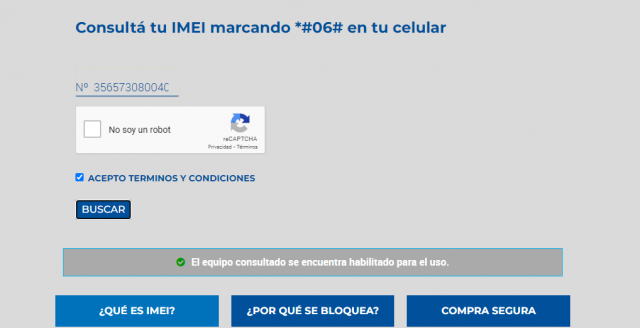 Consultá tu IMEI marcando *#06# en tu celular
Nº 35657308004C
No soy un robot
reCAPTCHA
Privacidad - Términos
ACEPTO TERMINOS Y CONDICIONES
BUSCAR
El equipo consultado se encuentra habilitado para el uso.
¿QUÉ ES IMEI?
¿POR QUÉ SE BLOQUEA?
COMPRA SEGURA